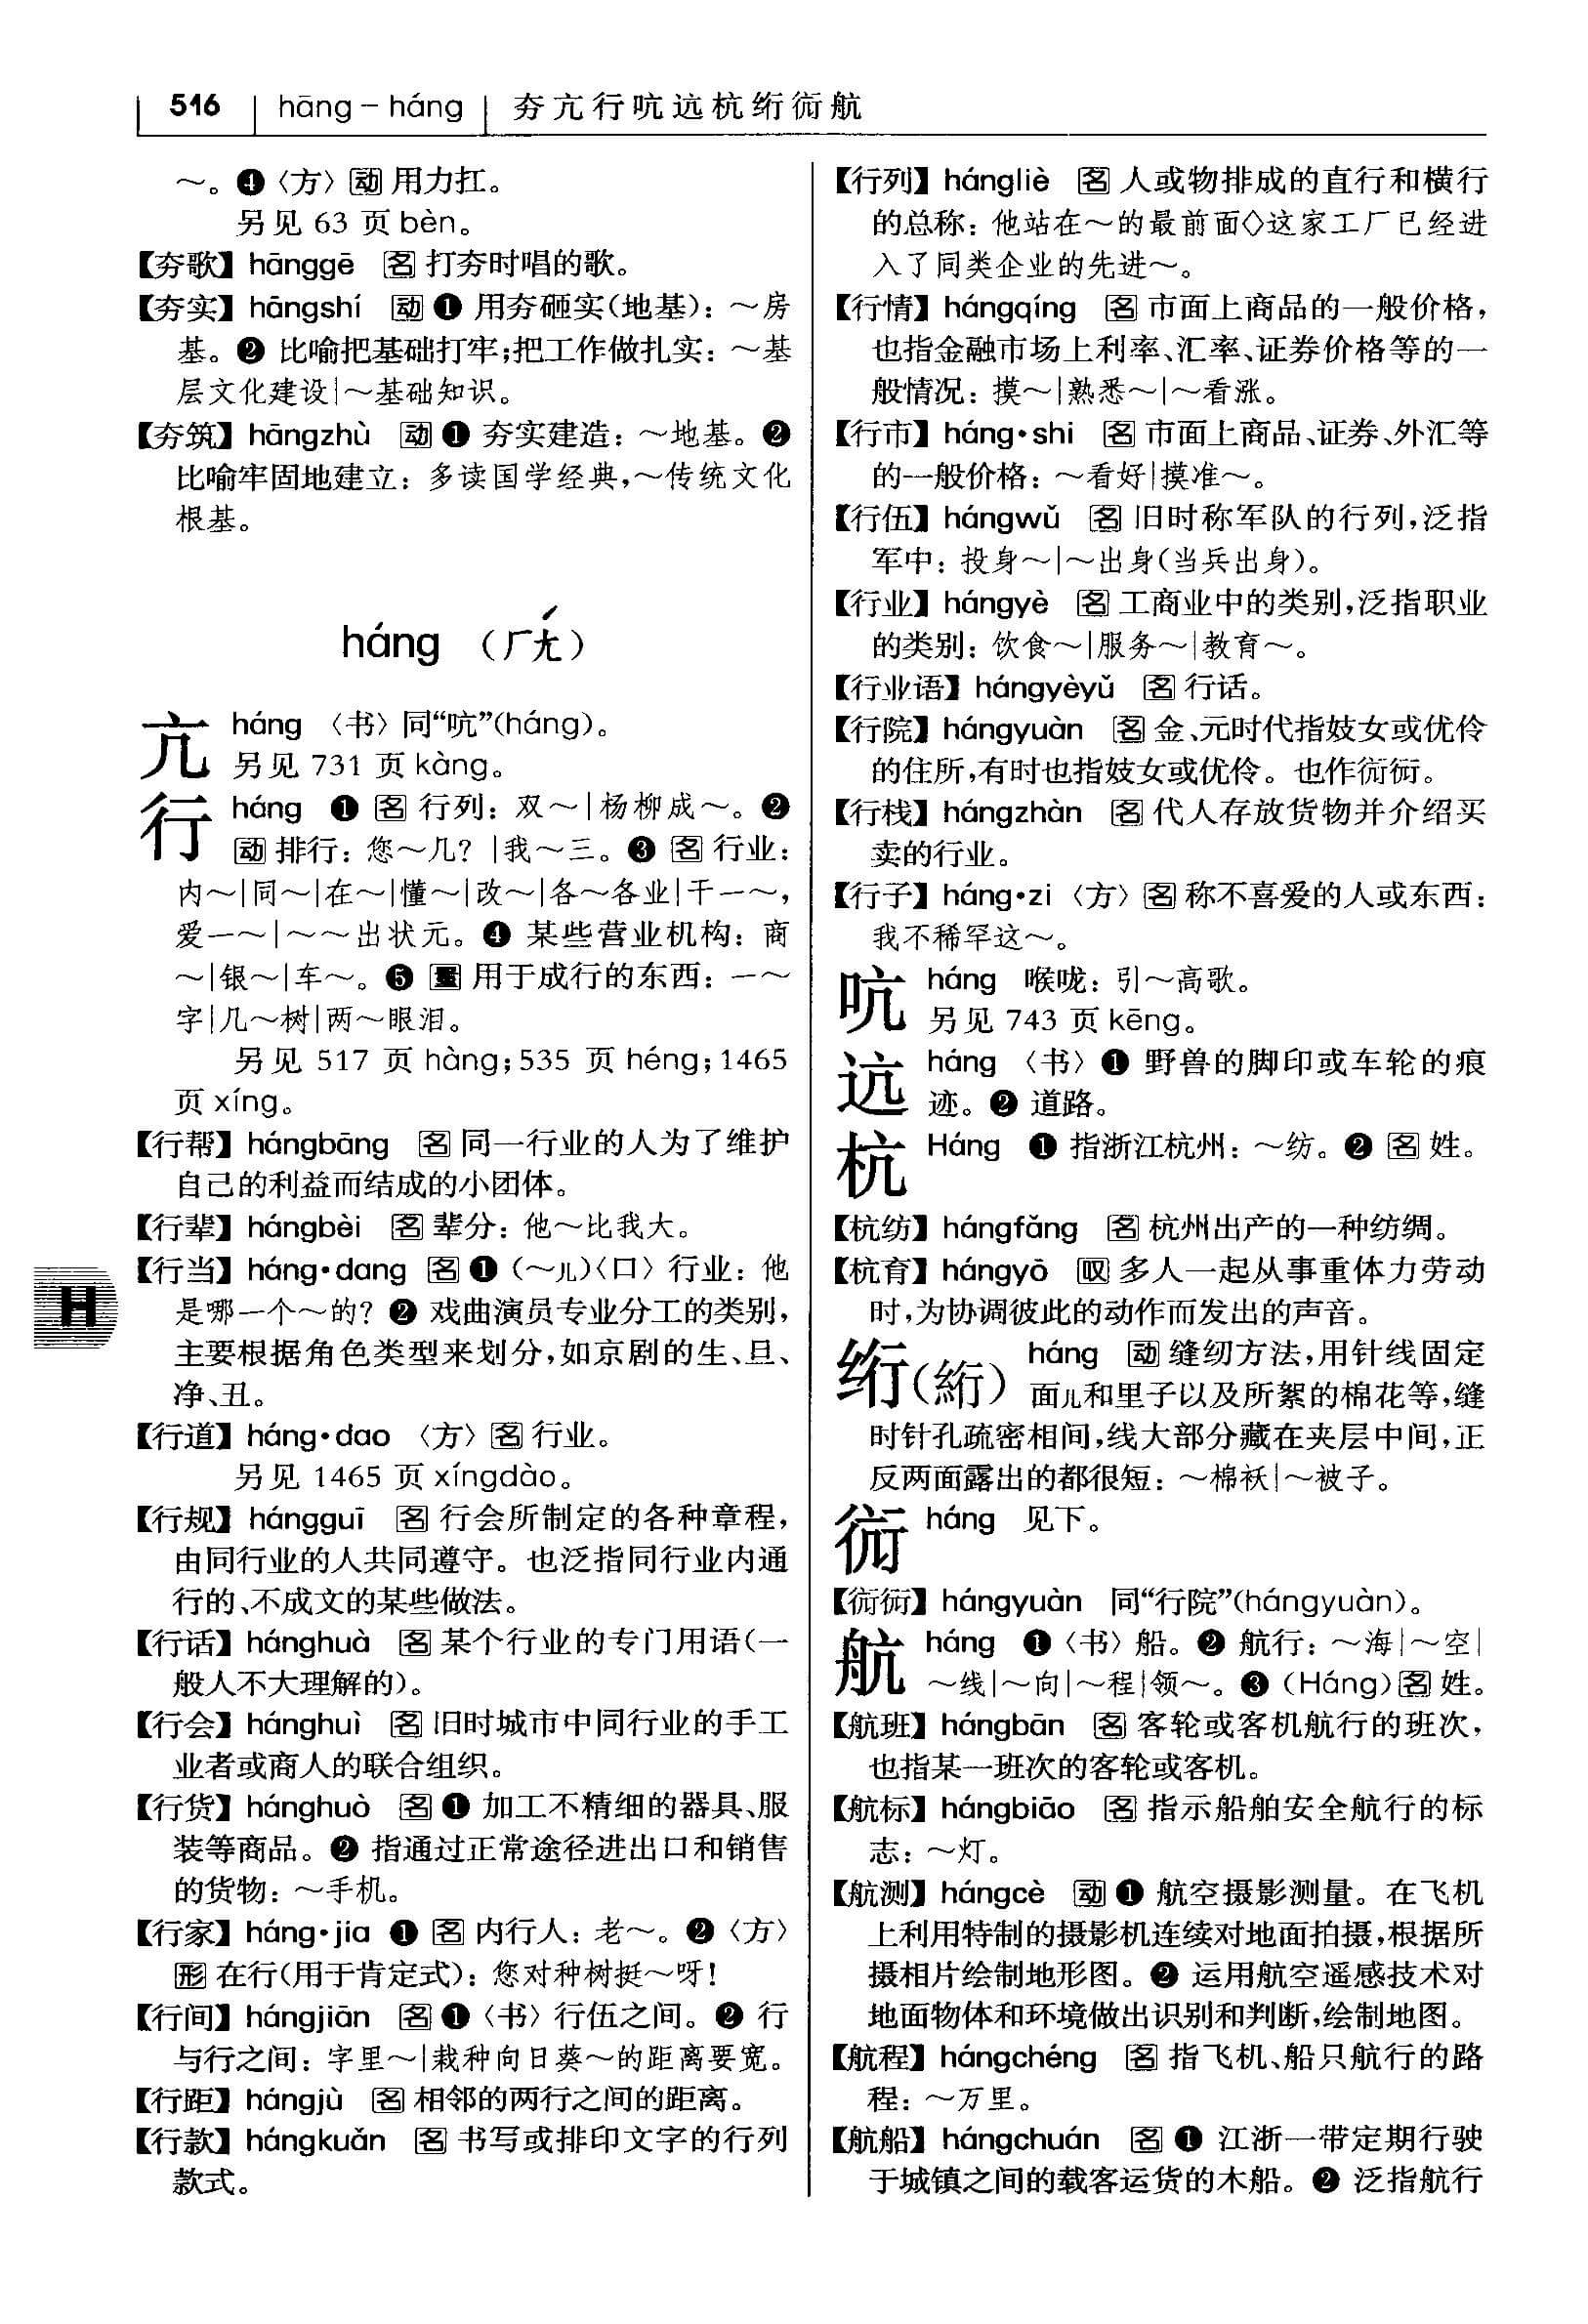 516 hāng – háng 夯亢行吭远杭绗衏航
～。❹〈方〉动 用力扛。
另见 63 页 bèn。
【夯歌】hānggē 名 打夯时唱的歌。
【夯实】hāngshí 动 ❶ 用夯砸实(地基)：～房
基。❷ 比喻把基础打牢;把工作做扎实：～基
层文化建设|～基础知识。
【夯筑】hāngzhù 动 ❶ 夯实建造：～地基。❷
比喻牢固地建立：多读国学经典,～传统文化
根基。
háng （ㄏㄤˊ）
亢 háng 〈书〉同“吭”(háng)。
另见 731 页 kàng。
行 háng ❶ 名 行列：双～|杨柳成～。❷
动 排行：您～几？|我～三。❸ 名 行业：
内～|同～|在～|懂～|改～|各～各业|干一～,
爱一～|～～出状元。❹ 某些营业机构：商
～|银～|车～。❺ 量 用于成行的东西：一～
字|几～树|两～眼泪。
另见 517 页 hàng;535 页 héng;1465
页 xíng。
【行帮】hángbāng 名 同一行业的人为了维护
自己的利益而结成的小团体。
【行辈】hángbèi 名 辈分：他～比我大。
【行当】háng·dang 名 ❶(～儿)〈口〉行业：他
是哪一个～的？❷ 戏曲演员专业分工的类别,
主要根据角色类型来划分,如京剧的生、旦、
净、丑。
【行道】háng·dao 〈方〉名 行业。
另见 1465 页 xíngdào。
【行规】hángguī 名 行会所制定的各种章程,
由同行业的人共同遵守。也泛指同行业内通
行的、不成文的某些做法。
【行话】hánghuà 名 某个行业的专门用语(一
般人不大理解的)。
【行会】hánghuì 名 旧时城市中同行业的手工
业者或商人的联合组织。
【行货】hánghuò 名 ❶ 加工不精细的器具、服
装等商品。❷ 指通过正常途径进出口和销售
的货物：～手机。
【行家】háng·jia ❶ 名 内行人：老～。❷〈方〉
形 在行(用于肯定式)：您对种树挺～呀！
【行间】hángjiān 名 ❶〈书〉行伍之间。❷ 行
与行之间：字里～|栽种向日葵～的距离要宽。
【行距】hángjù 名 相邻的两行之间的距离。
【行款】hángkuǎn 名 书写或排印文字的行列
款式。
H
【行列】hángliè 名 人或物排成的直行和横行
的总称：他站在～的最前面◇这家工厂已经进
入了同类企业的先进～。
【行情】hángqíng 名 市面上商品的一般价格,
也指金融市场上利率、汇率、证券价格等的一
般情况：摸～|熟悉～|～看涨。
【行市】háng·shi 名 市面上商品、证券、外汇等
的一般价格：～看好|摸准～。
【行伍】hángwǔ 名 旧时称军队的行列,泛指
军中：投身～|～出身(当兵出身)。
【行业】hángyè 名 工商业中的类别,泛指职业
的类别：饮食～|服务～|教育～。
【行业语】hángyèyǔ 名 行话。
【行院】hángyuàn 名 金、元时代指妓女或优伶
的住所,有时也指妓女或优伶。也作衏衏。
【行栈】hángzhàn 名 代人存放货物并介绍买
卖的行业。
【行子】háng·zi 〈方〉名 称不喜爱的人或东西：
我不稀罕这～。
吭 háng 喉咙：引～高歌。
另见 743 页 kēng。
迒 háng 〈书〉❶ 野兽的脚印或车轮的痕
迹。❷ 道路。
杭 Háng ❶ 指浙江杭州：～纺。❷ 名 姓。
【杭纺】hángfǎng 名 杭州出产的一种纺绸。
【杭育】hángyō 叹 多人一起从事重体力劳动
时,为协调彼此的动作而发出的声音。
绗(絎) háng 动 缝纫方法,用针线固定
面儿和里子以及所絮的棉花等,缝
时针孔疏密相间,线大部分藏在夹层中间,正
反两面露出的都很短：～棉袄|～被子。
háng 见下。
hángyuàn 同“行院”(hángyuàn)。
航 háng ❶〈书〉船。❷ 航行：～海|～空|
～线|～向|～程|领～。❸(Háng)名 姓。
【航班】hángbān 名 客轮或客机航行的班次,
也指某一班次的客轮或客机。
【航标】hángbiāo 名 指示船舶安全航行的标
志：～灯。
【航测】hángcè 动 ❶ 航空摄影测量。在飞机
上利用特制的摄影机连续对地面拍摄,根据所
摄相片绘制地形图。❷ 运用航空遥感技术对
地面物体和环境做出识别和判断,绘制地图。
【航程】hángchéng 名 指飞机、船只航行的路
程：～万里。
【航船】hángchuán 名 ❶ 江浙一带定期行驶
于城镇之间的载客运货的木船。❷ 泛指航行